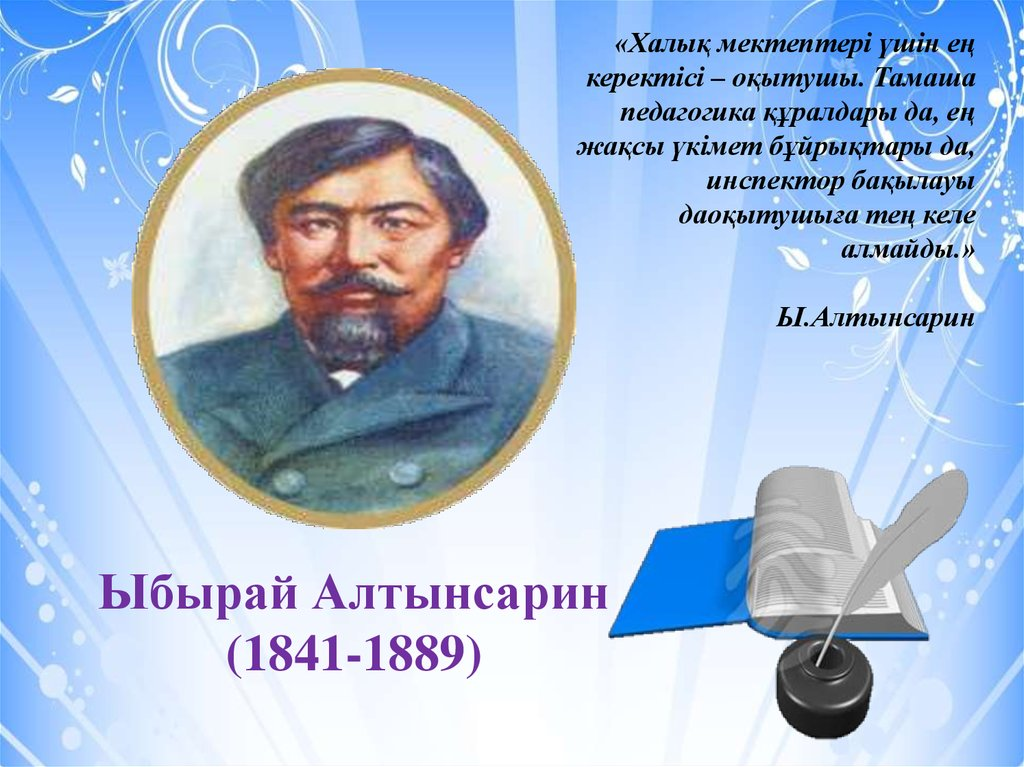 «Халық мектептері үшін ең
керектісі – оқытушы. Тамаша
педагогика құралдары да, ең
жақсы үкімет бұйрықтары да,
инспектор бақылауы
даоқытушыға тең келе
алмайды.»
Ы.Алтынсарин
Ыбырай Алтынсарин
(1841-1889)